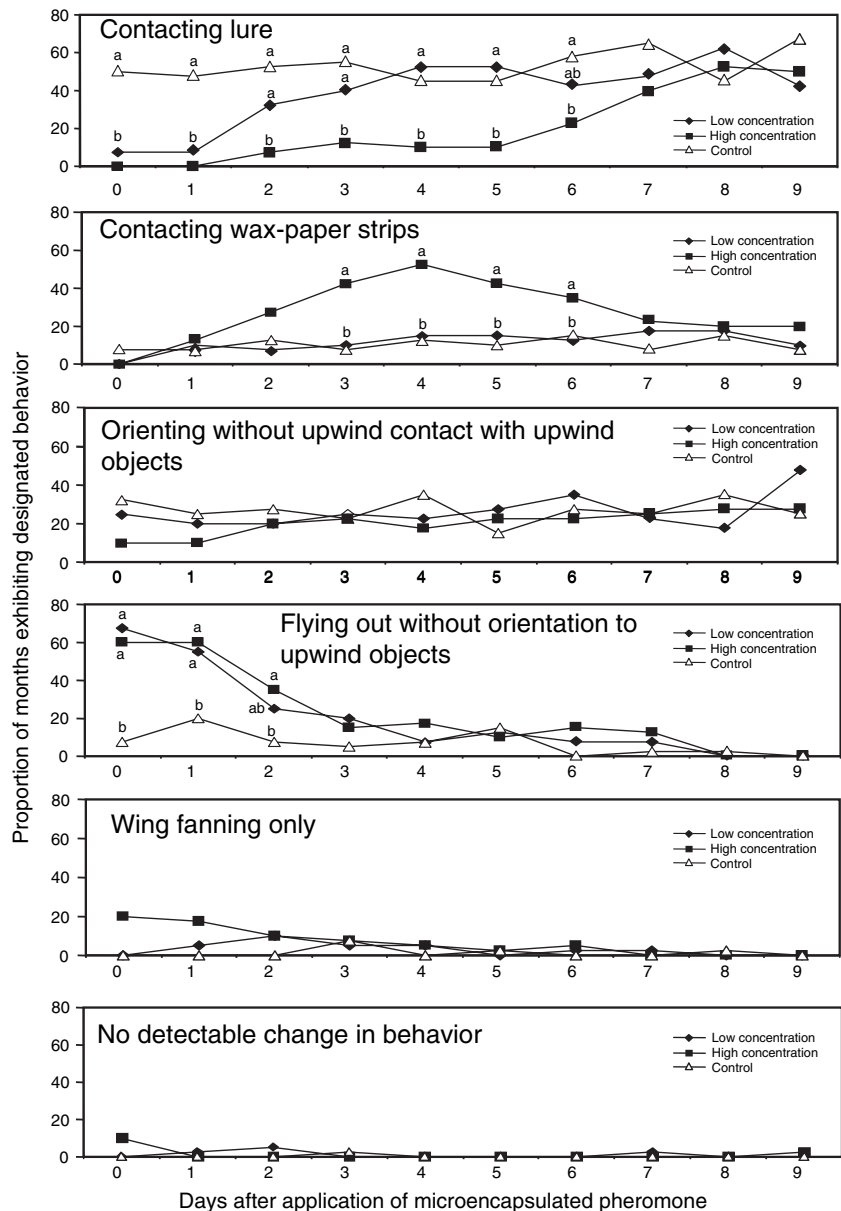 Proportion of months exhibiting designated behavior
80
Contacting lure
a a a a a a a
60
a ab
40
a
20
b b b b b b b b b
0
Low concentration
High concentration
Control
0 1 2 3 4 5 6 7 8 9
80
Contacting wax-paper strips
60
a a a a
40
20
b b b b
0
Low concentration
High concentration
Control
0 1 2 3 4 5 6 7 8 9
80
Orienting without upwind contact with upwind
objects
60
40
20
0
Low concentration
High concentration
Control
0 1 2 3 4 5 6 7 8 9
80
Flying out without orientation to
upwind objects
a a
60
a a a
40
ab
20
b b b
0
Low concentration
High concentration
Control
0 1 2 3 4 5 6 7 8 9
80
Wing fanning only
60
40
20
0
Low concentration
High concentration
Control
0 1 2 3 4 5 6 7 8 9
80
No detectable change in behavior
60
40
20
0
Low concentration
High concentration
Control
0 1 2 3 4 5 6 7 8 9
Days after application of microencapsulated pheromone